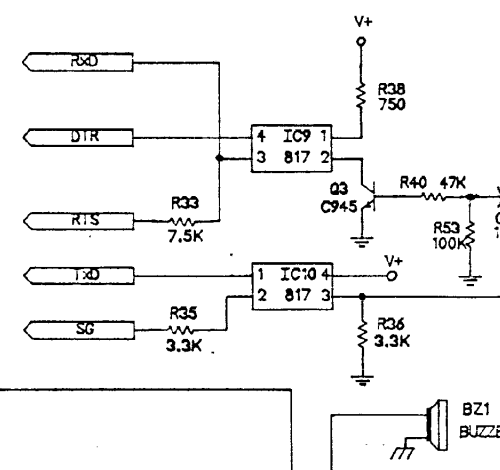 V+
RxD
R38
750
DTR
4 IC9 1
3 817 2
R33
7.5K
RTS
Q3
C945
R40 47K
R53
100K
V+
TxD
1 IC10 4
2 817 3
R35
3.3K
SG
R36
3.3K
BZ1